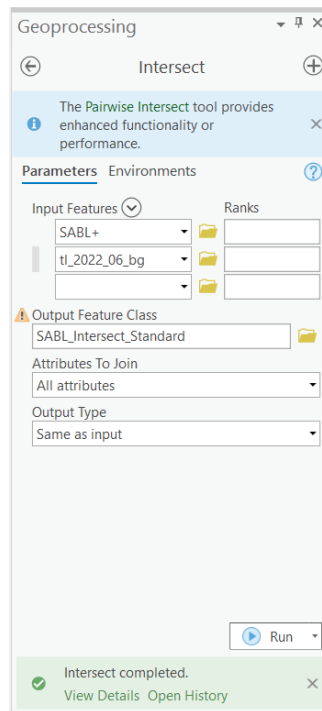 Geoprocessing
Intersect
The Pairwise Intersect tool provides
enhanced functionality or
performance.
Parameters Environments
Input Features Ranks
SABL+
tl_2022_06_bg
Output Feature Class
SABL_Intersect_Standard
Attributes To Join
All attributes
Output Type
Same as input
Run
Intersect completed.
View Details Open History